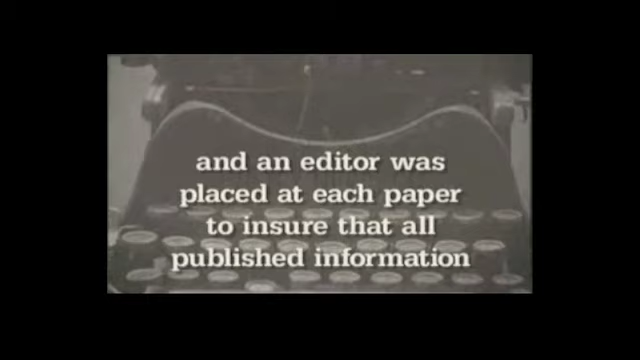 and an editor was
placed at each paper
to insure that all
published information